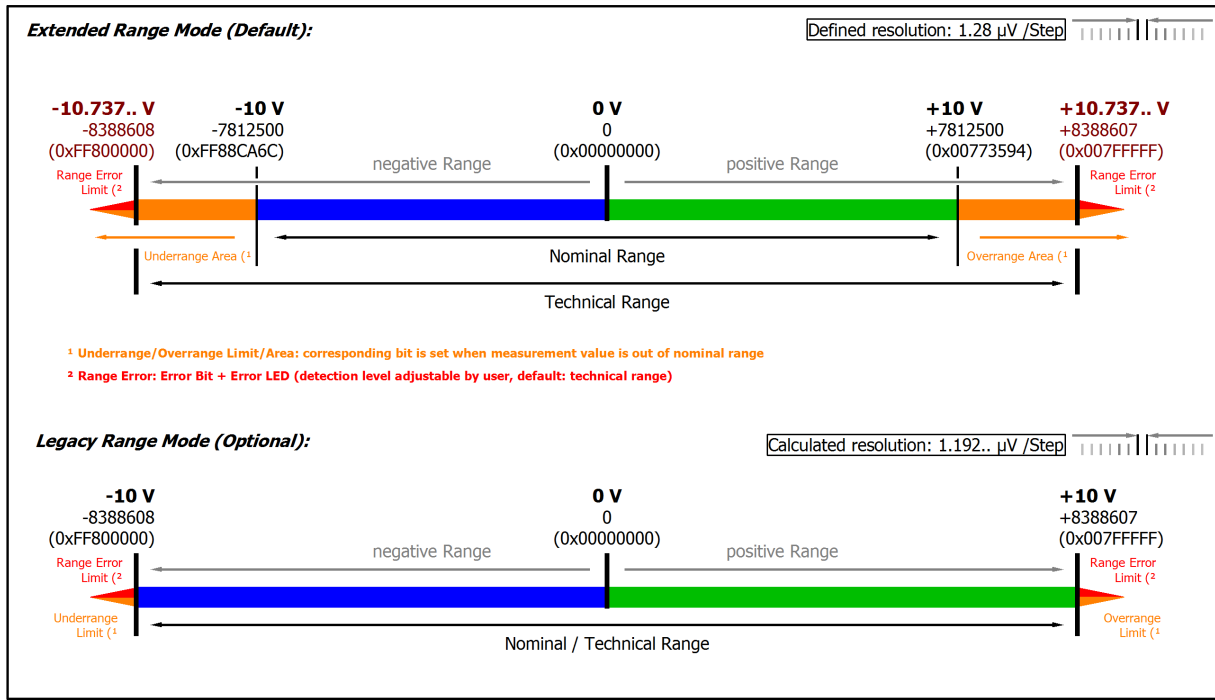 Extended Range Mode (Default):
Defined resolution: 1.28 µV /Step
-10.737.. V
-8388608
(0xFF800000)
-10 V
-7812500
(0xFF88CA6C)
0 V
0
(0x00000000)
+10 V
+7812500
(0x00773594)
+10.737.. V
+8388607
(0x007FFFFF)
negative Range
positive Range
Range Error
Limit (²
Range Error
Limit (²
Underrange Area (¹
Nominal Range
Overrange Area (¹
Technical Range
¹ Underrange/Overrange Limit/Area: corresponding bit is set when measurement value is out of nominal range
² Range Error: Error Bit + Error LED (detection level adjustable by user, default: technical range)
Legacy Range Mode (Optional):
Calculated resolution: 1.192.. µV /Step
-10 V
-8388608
(0xFF800000)
0 V
0
(0x00000000)
+10 V
+8388607
(0x007FFFFF)
negative Range
positive Range
Range Error
Limit (²
Range Error
Limit (²
Underrange
Limit (¹
Overrange
Limit (¹
Nominal / Technical Range